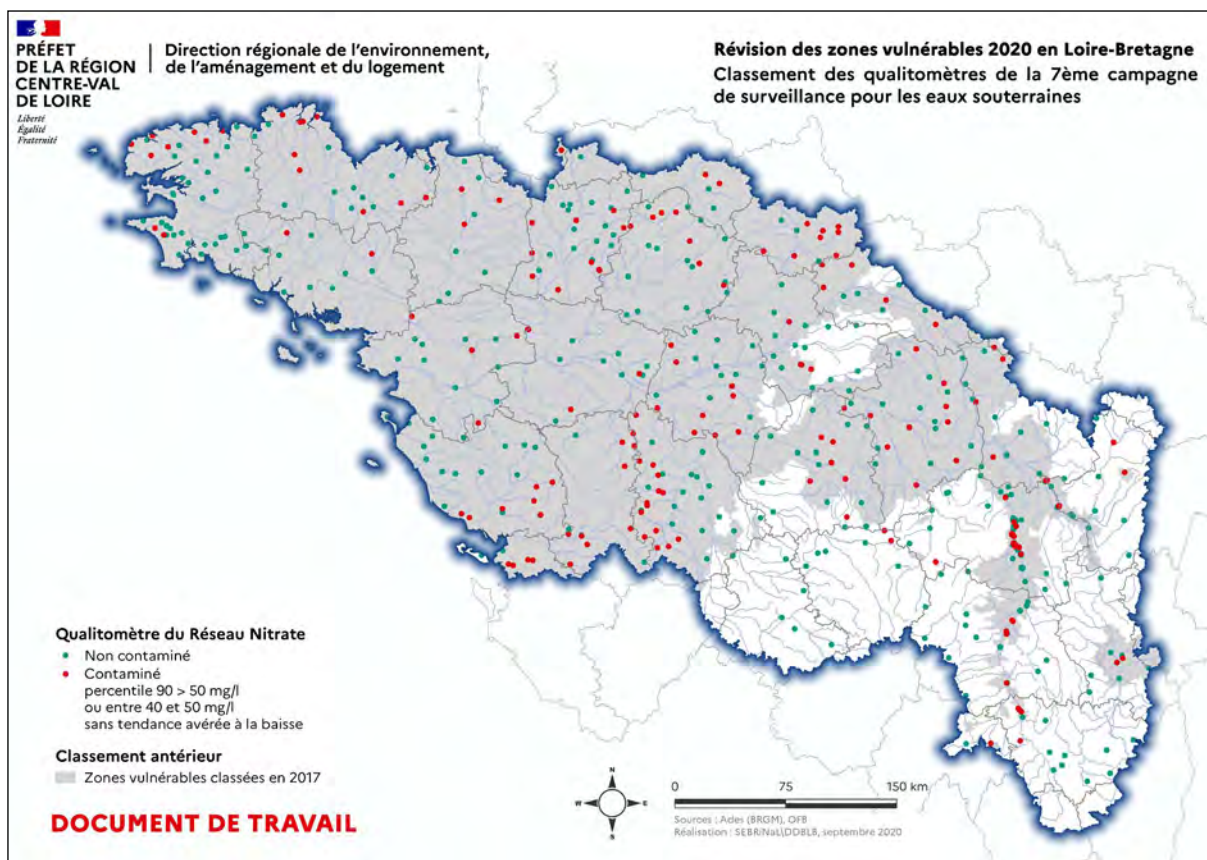 PRÉFET
DE LA RÉGION
CENTRE-VAL
DE LOIRE
Liberté
Égalité
Fraternité
Direction régionale de l'environnement,
de l'aménagement et du logement
Révision des zones vulnérables 2020 en Loire-Bretagne
Classement des qualitomètres de la 7ème campagne
de surveillance pour les eaux souterraines
Qualitomètre du Réseau Nitrate
Non contaminé
Contaminé
percentile 90 > 50 mg/l
ou entre 40 et 50 mg/l
sans tendance avérée à la baisse
Classement antérieur
Zones vulnérables classées en 2017
DOCUMENT DE TRAVAIL
N
W E
S
0 75 150 km
Sources : Ades (BRGM), OFB
Réalisation : SEBRiNaL\DDBLB, septembre 2020